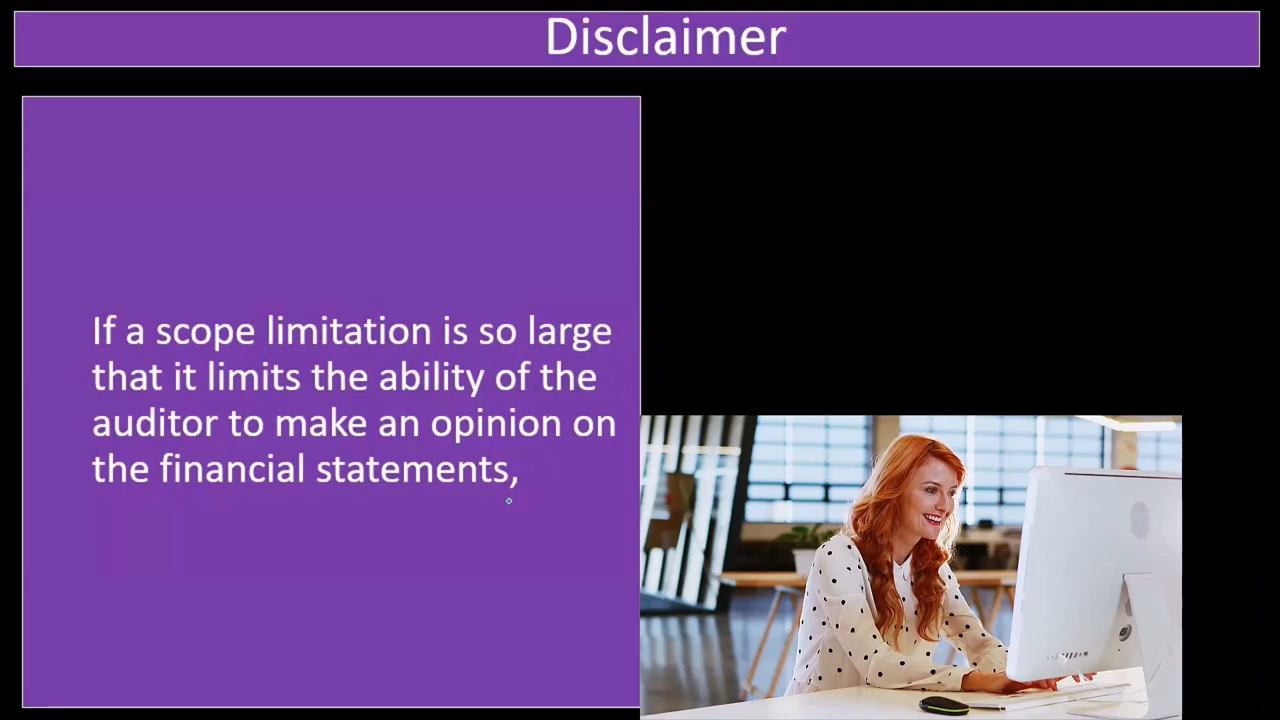 Disclaimer
If a scope limitation is so large
that it limits the ability of the
auditor to make an opinion on
the financial statements,